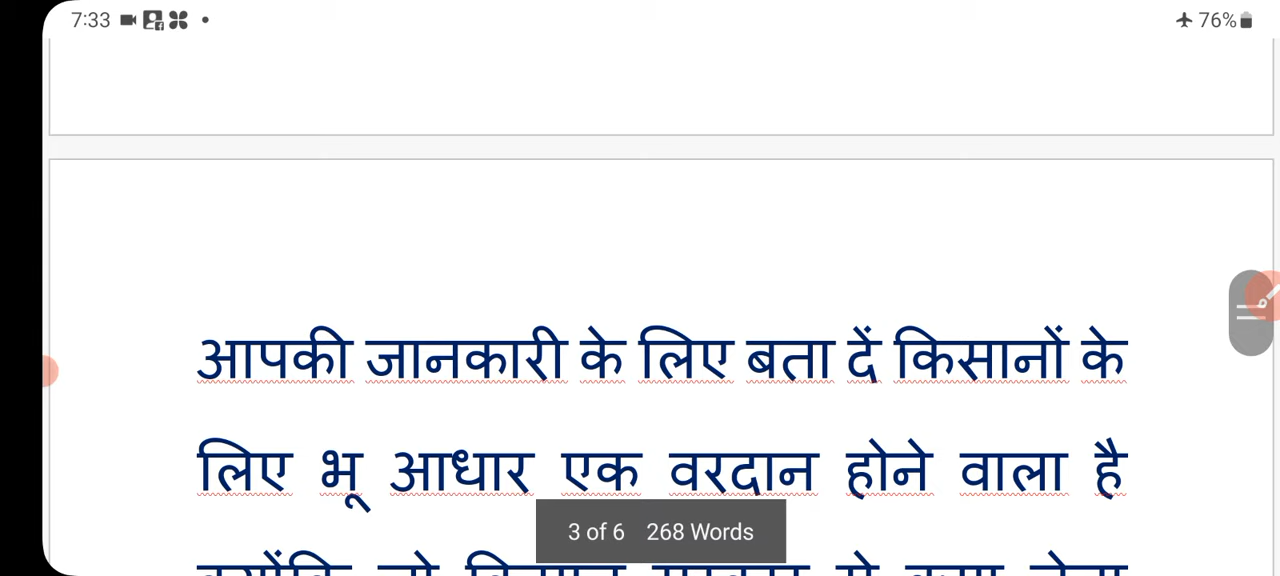 7:33
76%
आपकी जानकारी के लिए बता दें किसानों के
लिए भू आधार एक वरदान होने वाला है
3 of 6 268 Words